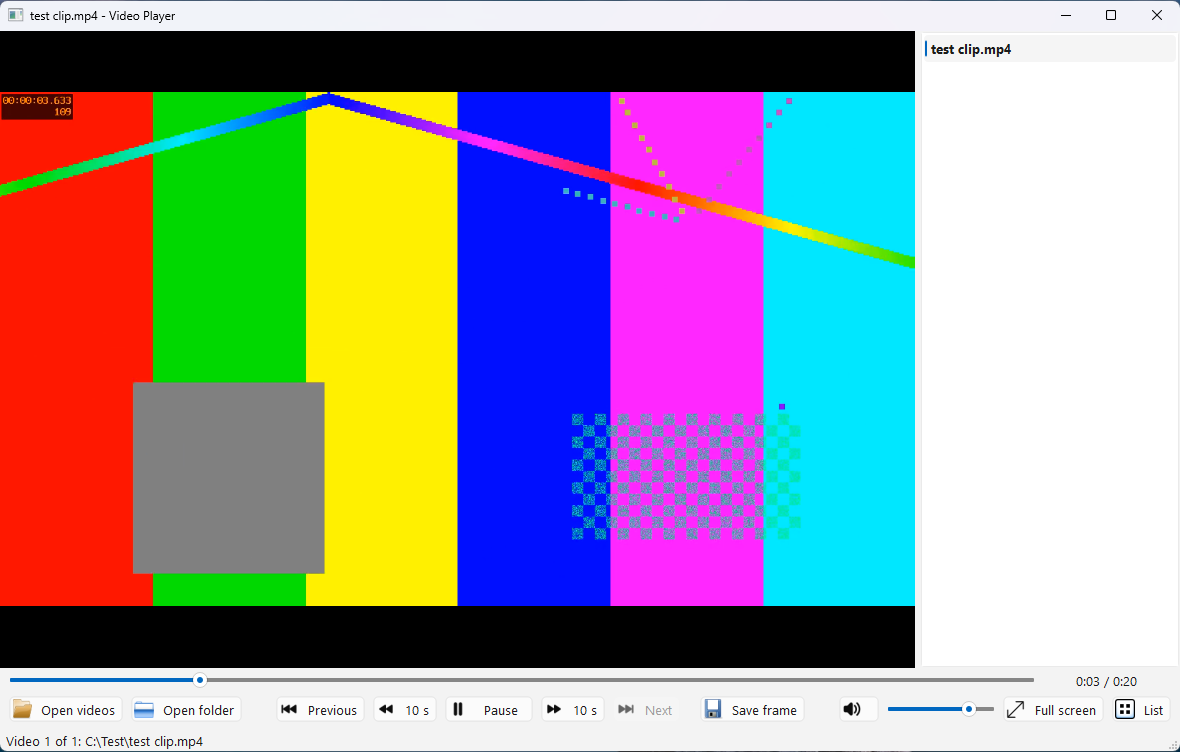 test clip.mp4 - Video Player
test clip.mp4
00:00:03.633
109
0:03 / 0:20
Open videos Open folder Previous 10 s Pause 10 s Next Save frame Full screen List
Video 1 of 1: C:\Test\test clip.mp4